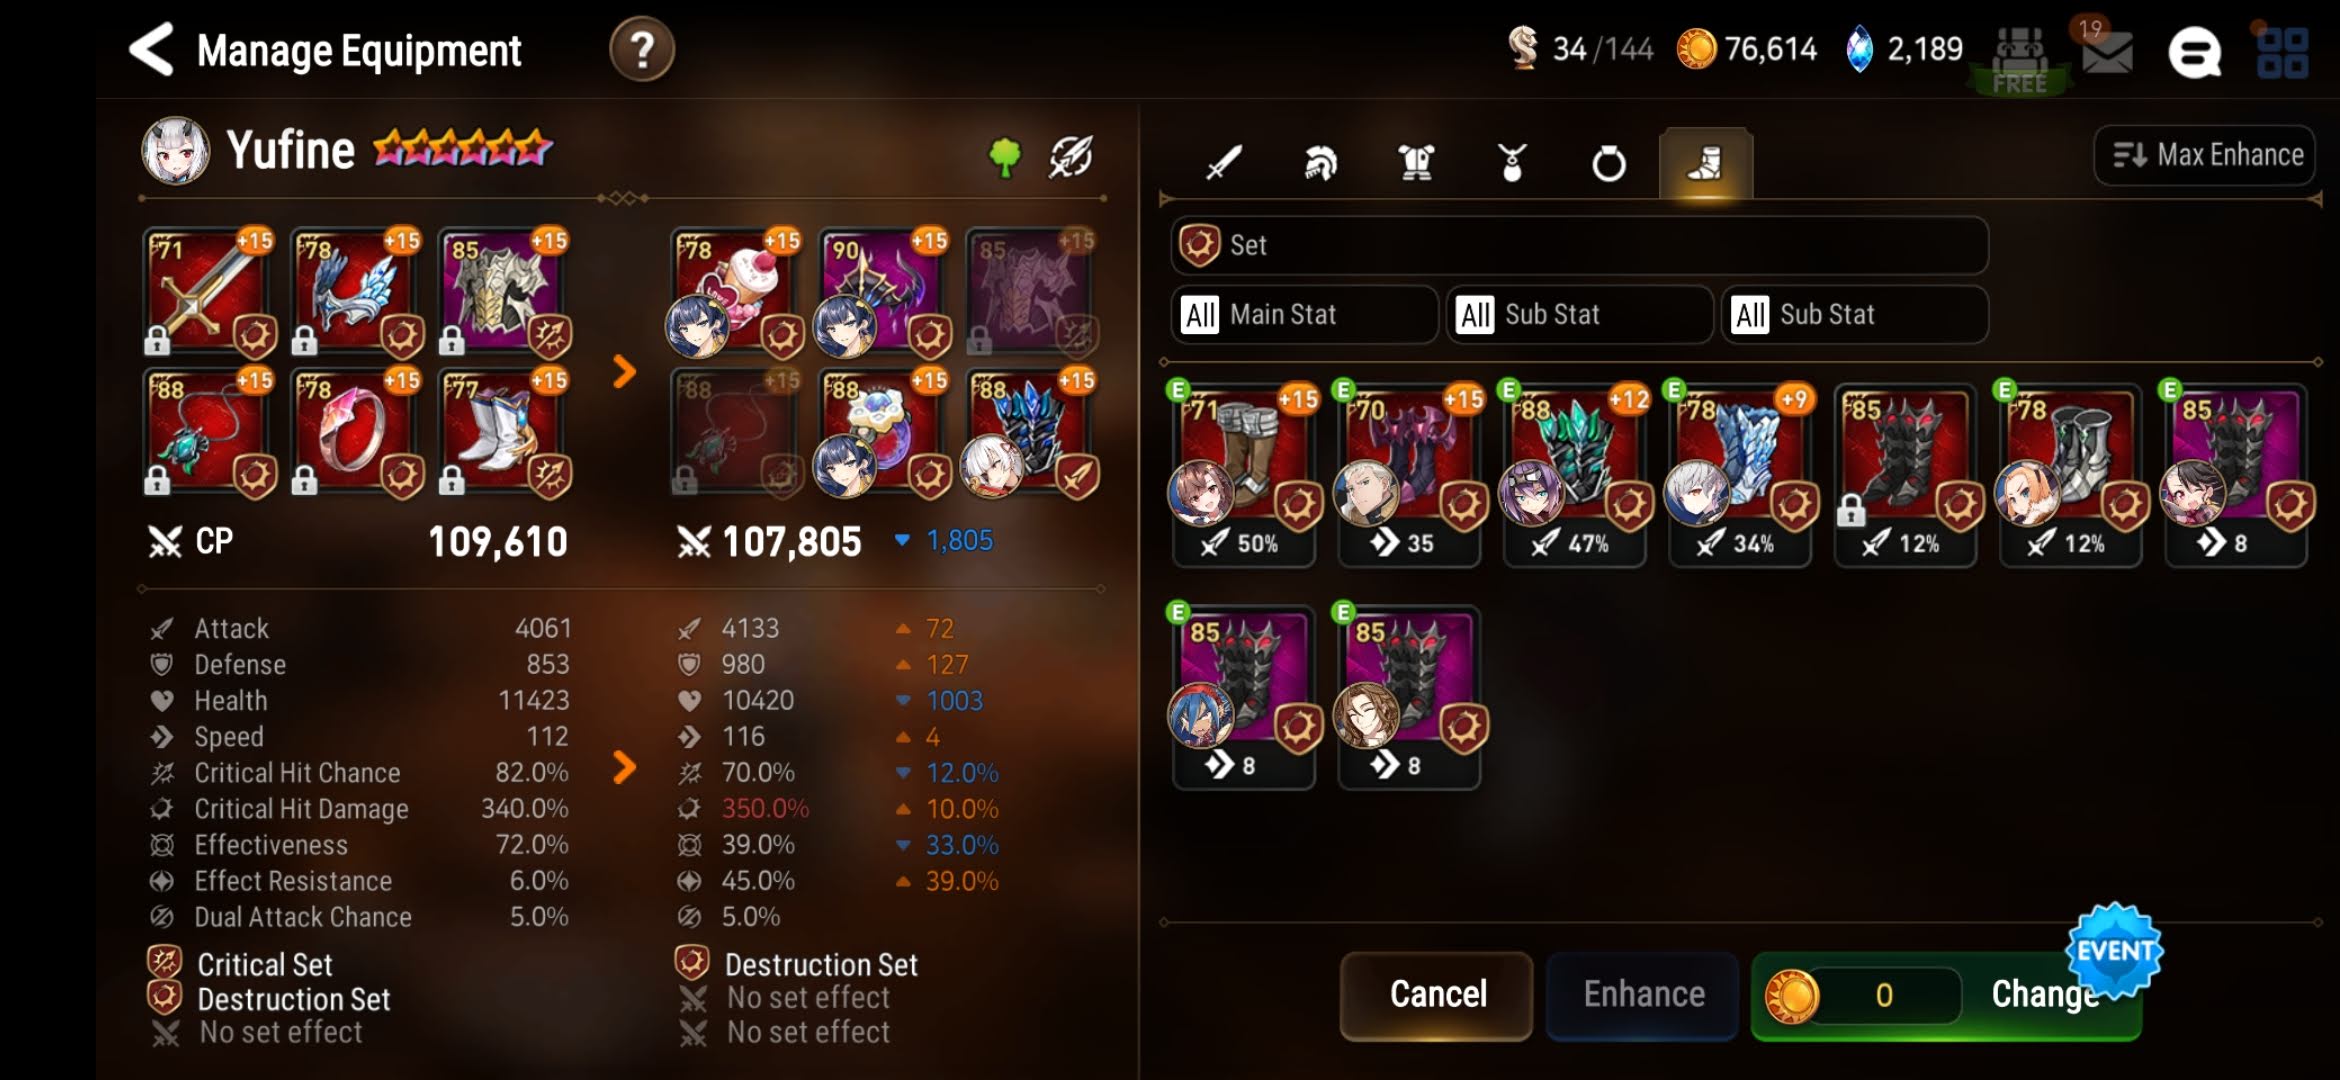 Manage Equipment ?
34/144 76,614 2,189 FREE 19
Yufine
71 +15 78 +15 85 +15
88 +15 78 +15 77 +15
CP 109,610
78 +15 90 +15 85 +15
88 +15 88 +15 88 +15
107,805 1,805
Attack 4061 4133 72
Defense 853 980 127
Health 11423 10420 1003
Speed 112 116 4
Critical Hit Chance 82.0% 70.0% 12.0%
Critical Hit Damage 340.0% 350.0% 10.0%
Effectiveness 72.0% 39.0% 33.0%
Effect Resistance 6.0% 45.0% 39.0%
Dual Attack Chance 5.0% 5.0%
Critical Set
Destruction Set
No set effect
Destruction Set
No set effect
No set effect
Max Enhance
Set
All Main Stat All Sub Stat All Sub Stat
E 71 +15 E 70 +15 E 88 +12 E 78 +9 85 E 78 E 85
50% 35 47% 34% 12% 12% 8
E 85 E 85
8 8
EVENT
Cancel Enhance 0 Change